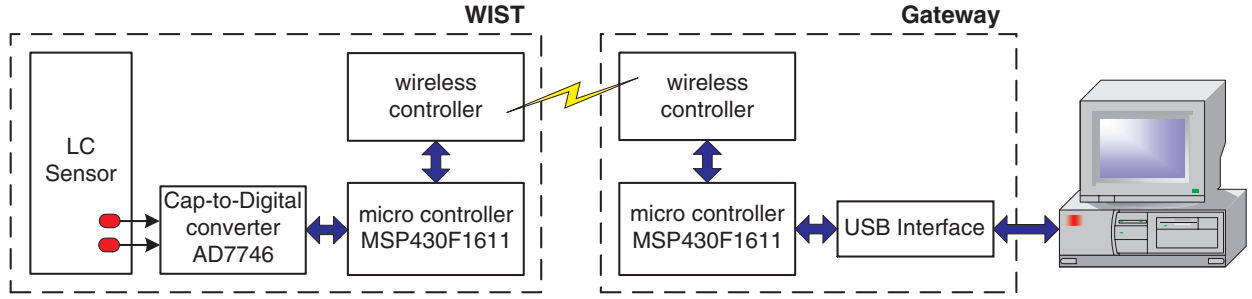 WIST
Gateway
LC
Sensor
Cap-to-Digital
converter
AD7746
wireless
controller
micro controller
MSP430F1611
wireless
controller
micro controller
MSP430F1611
USB Interface